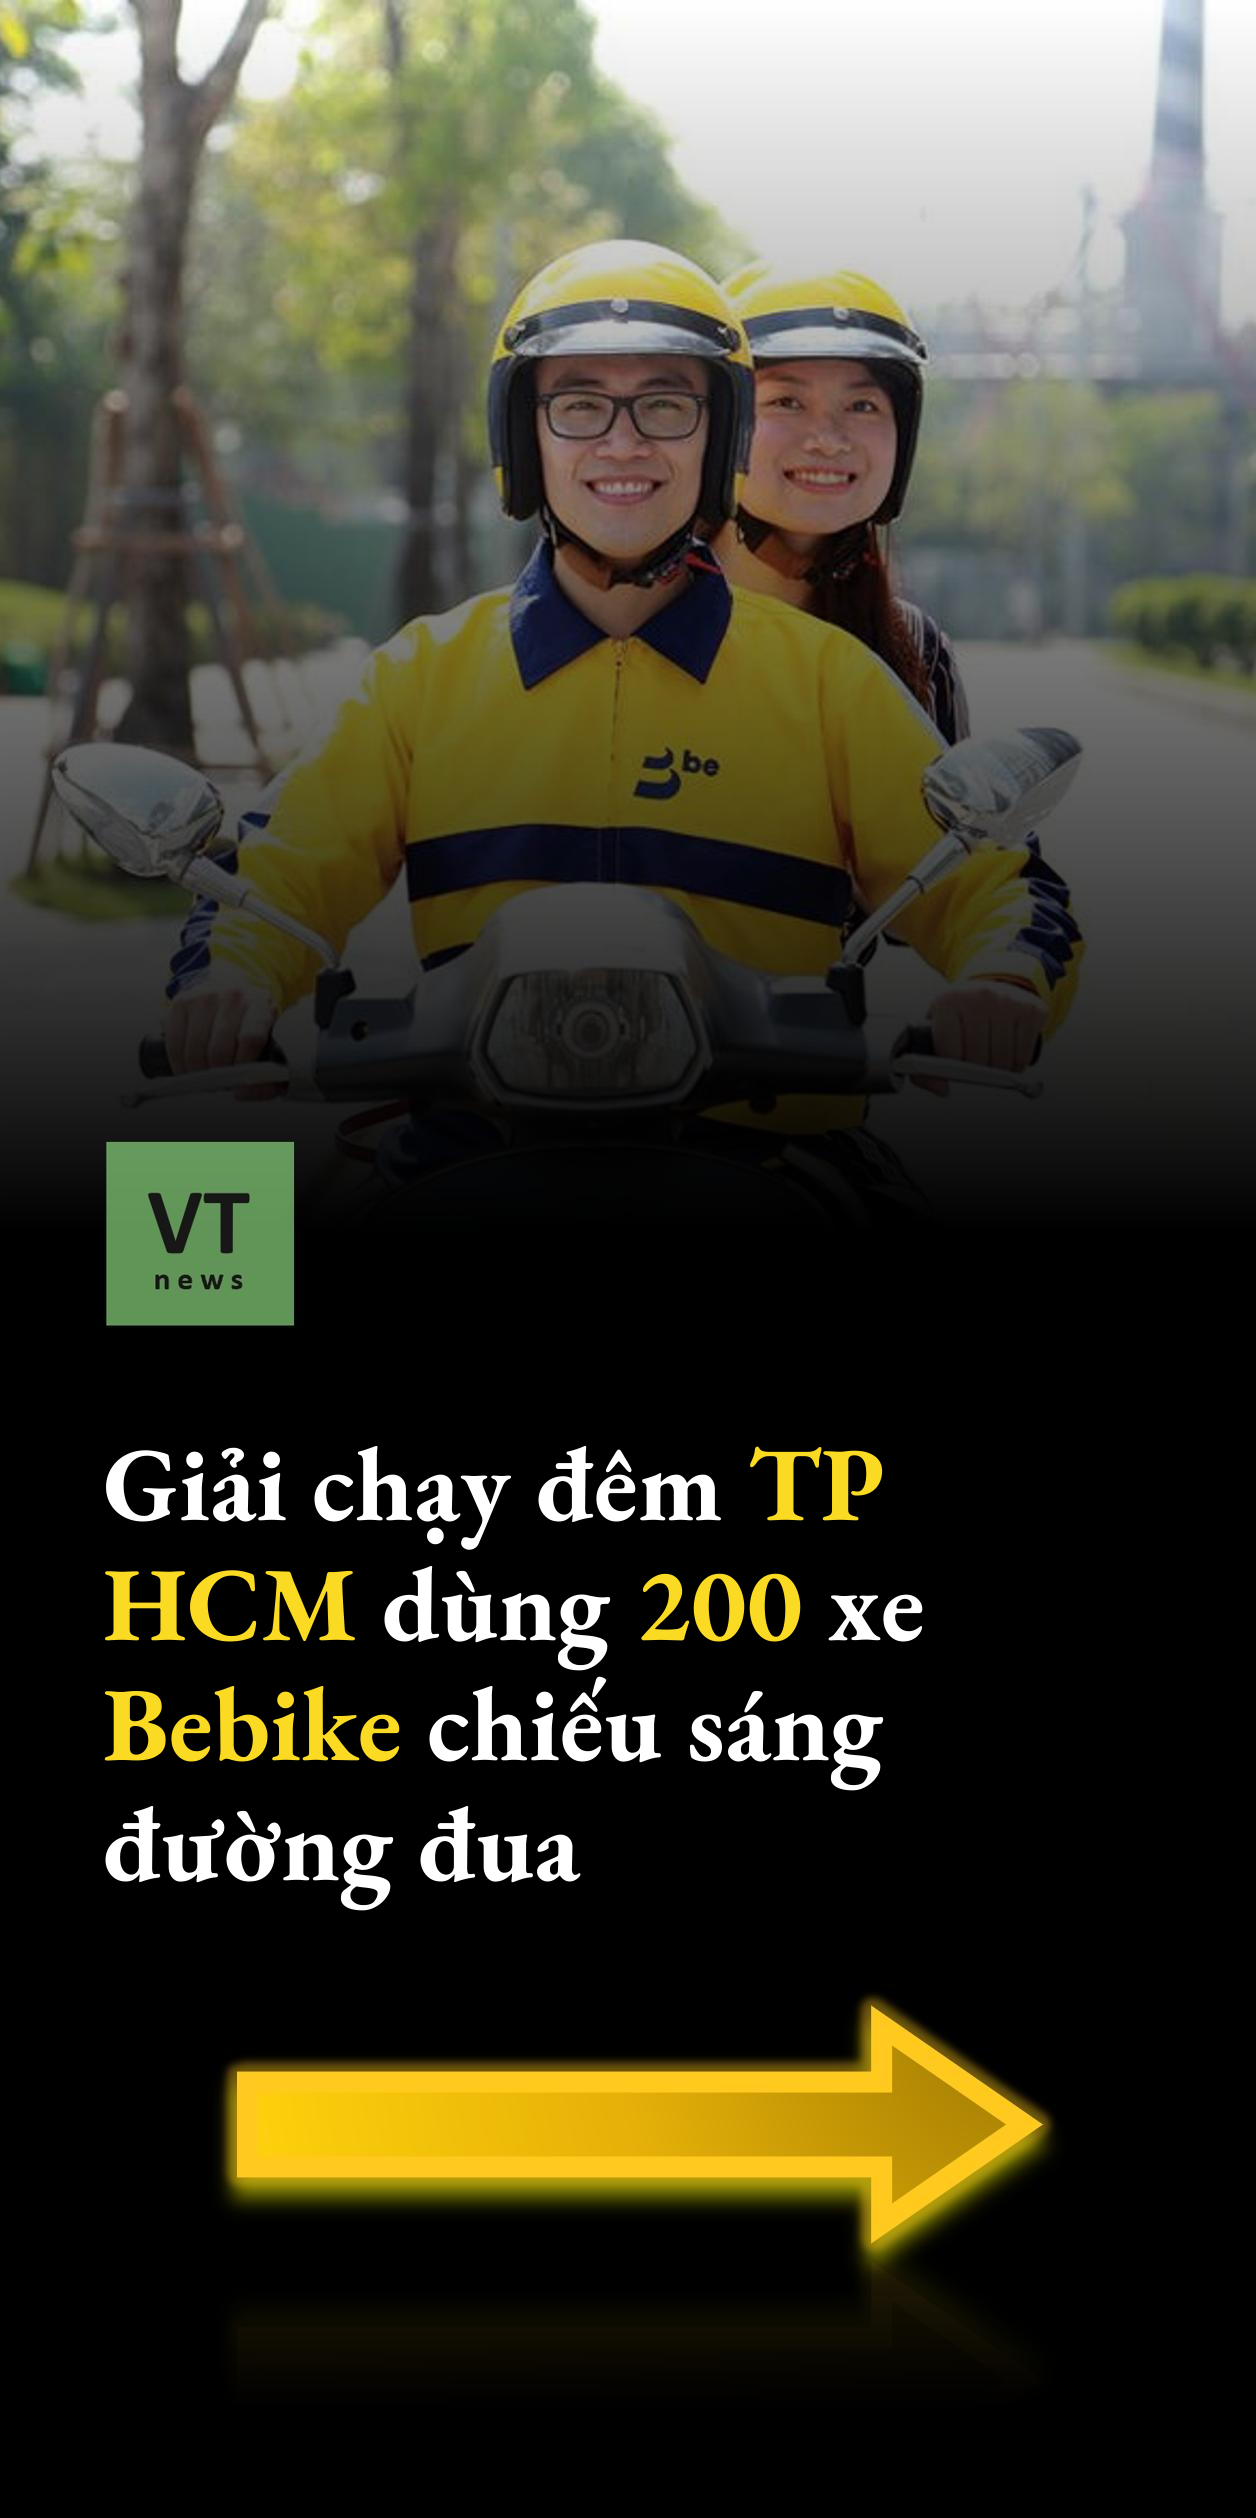 be
VT
news
Giải chạy đêm TP
HCM dùng 200 xe
Bebike chiếu sáng
đường đua